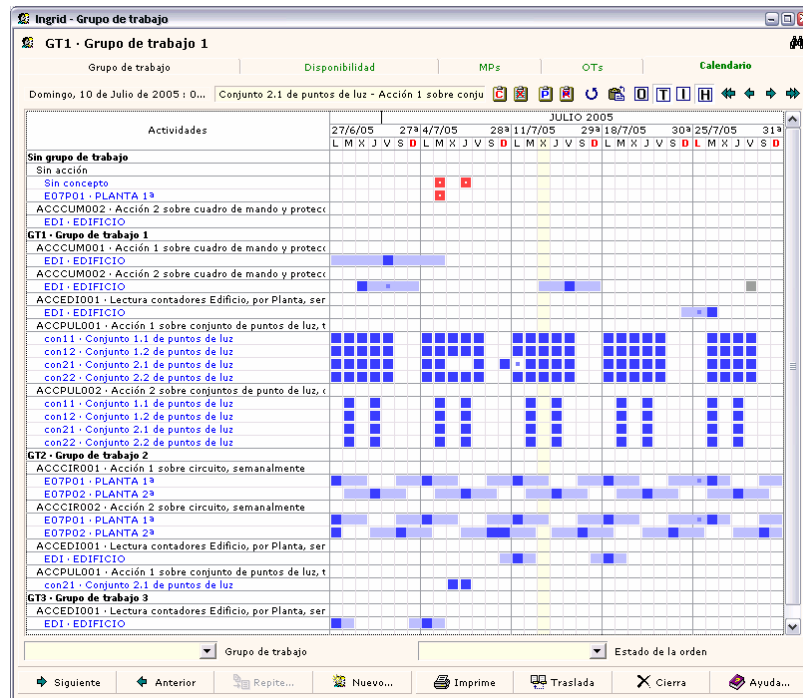 Ingrid - Grupo de trabajo
GT1 · Grupo de trabajo 1
Grupo de trabajo Disponibilidad MPs OTs Calendario
Domingo, 10 de Julio de 2005 : 0... Conjunto 2.1 de puntos de luz - Acción 1 sobre conju C P R O T I H
JULIO 2005
Actividades 27/6/05 27ª 4/7/05 28ª 11/7/05 29ª 18/7/05 30ª 25/7/05 31ª
L M X J V S D L M X J V S D L M X J V S D L M X J V S D L M X J V S D
Sin grupo de trabajo
Sin acción
Sin concepto
E07P01 · PLANTA 1ª
ACCCUM002 · Acción 2 sobre cuadro de mando y protecc
EDI · EDIFICIO
GT1 · Grupo de trabajo 1
ACCCUM001 · Acción 1 sobre cuadro de mando y protecc
EDI · EDIFICIO
ACCCUM002 · Acción 2 sobre cuadro de mando y protecc
EDI · EDIFICIO
ACCEDI001 · Lectura contadores Edificio, por Planta, ser
EDI · EDIFICIO
ACCPUL001 · Acción 1 sobre conjunto de puntos de luz, t
con11 · Conjunto 1.1 de puntos de luz
con12 · Conjunto 1.2 de puntos de luz
con21 · Conjunto 2.1 de puntos de luz
con22 · Conjunto 2.2 de puntos de luz
ACCPUL002 · Acción 2 sobre conjuntos de punto de luz, c
con11 · Conjunto 1.1 de puntos de luz
con12 · Conjunto 1.2 de puntos de luz
con21 · Conjunto 2.1 de puntos de luz
con22 · Conjunto 2.2 de puntos de luz
GT2 · Grupo de trabajo 2
ACCCIR001 · Acción 1 sobre circuito, semanalmente
E07P01 · PLANTA 1ª
E07P02 · PLANTA 2ª
ACCCIR002 · Acción 2 sobre circuito, semanalmente
E07P01 · PLANTA 1ª
E07P02 · PLANTA 2ª
ACCEDI001 · Lectura contadores Edificio, por Planta, ser
EDI · EDIFICIO
ACCPUL001 · Acción 1 sobre conjunto de puntos de luz, t
con21 · Conjunto 2.1 de puntos de luz
GT3 · Grupo de trabajo 3
ACCEDI001 · Lectura contadores Edificio, por Planta, ser
EDI · EDIFICIO
Grupo de trabajo Estado de la orden
Siguiente Anterior Repite... Nuevo... Imprime Traslada Cierra Ayuda...